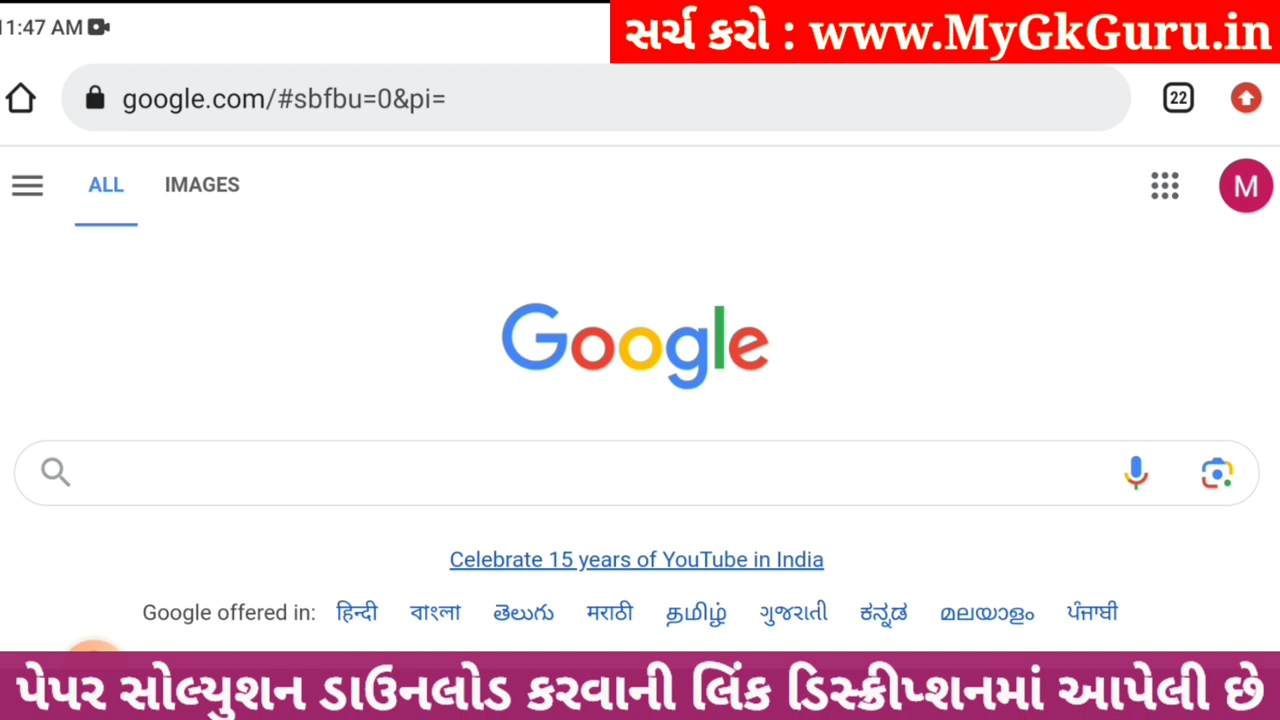 11:47 AM
સર્ચ કરો : www.MyGkGuru.in
google.com/#sbfbu=0&pi=
22
ALL IMAGES
M
Google
Celebrate 15 years of YouTube in India
Google offered in: हिन्दी বাংলা తెలుగు मराठी தமிழ் ગુજરાતી ಕನ್ನಡ മലയാളം ਪੰਜਾਬੀ
પેપર સોલ્યુશન ડાઉનલોડ કરવાની લિંક ડિસ્ક્રીપ્શનમાં આપેલી છે